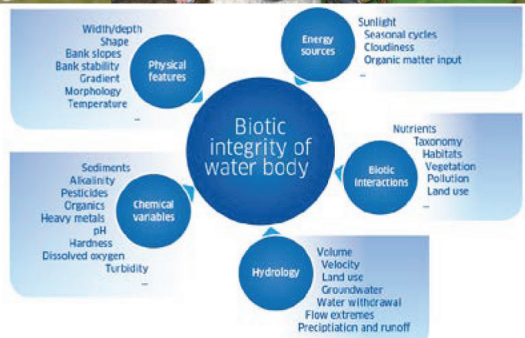 Width/depth
Shape
Bank slopes
Bank stability
Gradient
Morphology
Temperature
...
Physical
features
Energy
sources
Sunlight
Seasonal cycles
Cloudiness
Organic matter input
...
Biotic
integrity of
water body
Sediments
Alkalinity
Pesticides
Organics
Heavy metals
pH
Hardness
Dissolved oxygen
Turbidity
...
Chemical
variables
Biotic
Interactions
Nutrients
Taxonomy
Habitats
Vegetation
Pollution
Land use
...
Hydrology
Volume
Velocity
Land use
Groundwater
Water withdrawal
Flow extremes
Precipitation and runoff